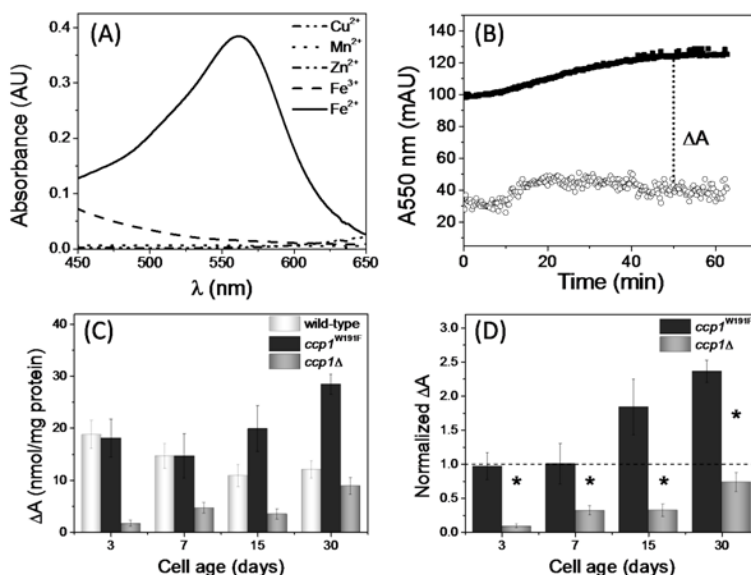 (A)
Cu²⁺
Mn²⁺
Zn²⁺
Fe³⁺
Fe²⁺
Absorbance (AU)
0.4
0.3
0.2
0.1
0.0
450 500 550 600 650
λ (nm)
(B)
A550 nm (mAU)
140
120
100
80
60
40
20
ΔA
0 20 40 60
Time (min)
(C)
wild-type
ccp1ᵂ¹⁹¹ᶠ
ccp1Δ
ΔA (nmol/mg protein)
40
30
20
10
0
3 7 15 30
Cell age (days)
(D)
ccp1ᵂ¹⁹¹ᶠ
ccp1Δ
Normalized ΔA
2.5
2.0
1.5
1.0
0.5
0.0
* * * *
3 7 15 30
Cell age (days)